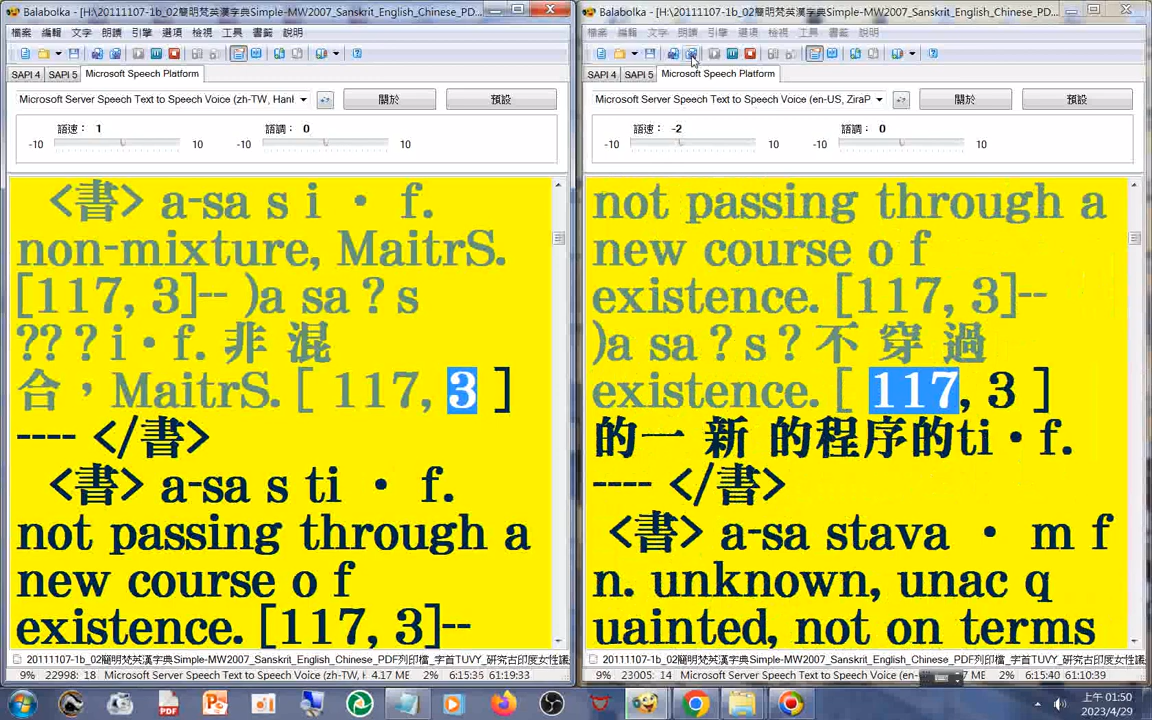 Balabolka - [H:\20111107-1b_02簡明梵英漢字典Simple-MW2007_Sanskrit_English_Chinese_PD...
檔案 編輯 文字 朗讀 引擎 選項 檢視 工具 書籤 說明
SAPI 4 SAPI 5 Microsoft Speech Platform
Microsoft Server Speech Text to Speech Voice (zh-TW, HanI
關於 預設
語速： 1 語調： 0
-10 10 -10 10
<書> a-sa s i • f.
non-mixture, MaitrS.
[117, 3]-- )a sa ? s
?? ? i • f. 非 混
合，MaitrS. [ 117, 3 ]
---- </書>
<書> a-sa s ti • f.
not passing through a
new course o f
existence. [117, 3]--
20111107-1b_02簡明梵英漢字典Simple-MW2007_Sanskrit_English_Chinese_PDF列印檔_字首TUVY_研究古印度女性議
9% 22998: 18 Microsoft Server Speech Text to Speech Voice (zh-TW, H 4.17 ME 2% 6:15:35 61:19:33
Balabolka - [H:\20111107-1b_02簡明梵英漢字典Simple-MW2007_Sanskrit_English_Chinese_PD...
檔案 編輯 文字 朗讀 引擎 選項 檢視 工具 書籤 說明
SAPI 4 SAPI 5 Microsoft Speech Platform
Microsoft Server Speech Text to Speech Voice (en-US, ZiraP
關於 預設
語速： -2 語調： 0
-10 10 -10 10
not passing through a
new course o f
existence. [117, 3]--
)a sa ? s ? 不 穿 過
existence. [ 117, 3 ]
的一 新 的程序的ti • f.
---- </書>
<書> a-sa stava • m f
n. unknown, unac q
uainted, not on terms
20111107-1b_02簡明梵英漢字典Simple-MW2007_Sanskrit_English_Chinese_PDF列印檔_字首TUVY_研究古印度女性議
9% 23005: 14 Microsoft Server Speech Text to Speech Voice 2% 6:15:40 61:10:39
PDF
上午 01:50
2023/4/29